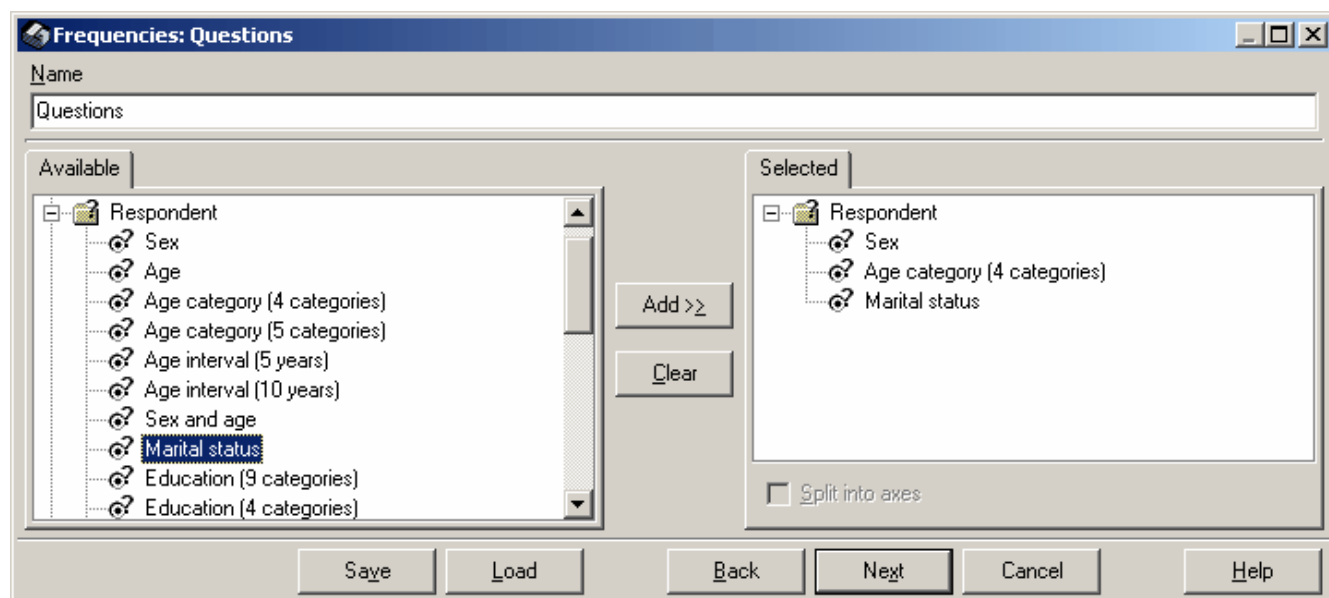 Frequencies: Questions
Name
Questions
Available
Respondent
Sex
Age
Age category (4 categories)
Age category (5 categories)
Age interval (5 years)
Age interval (10 years)
Sex and age
Marital status
Education (9 categories)
Education (4 categories)
Add >>
Clear
Selected
Respondent
Sex
Age category (4 categories)
Marital status
Split into axes
Save
Load
Back
Next
Cancel
Help